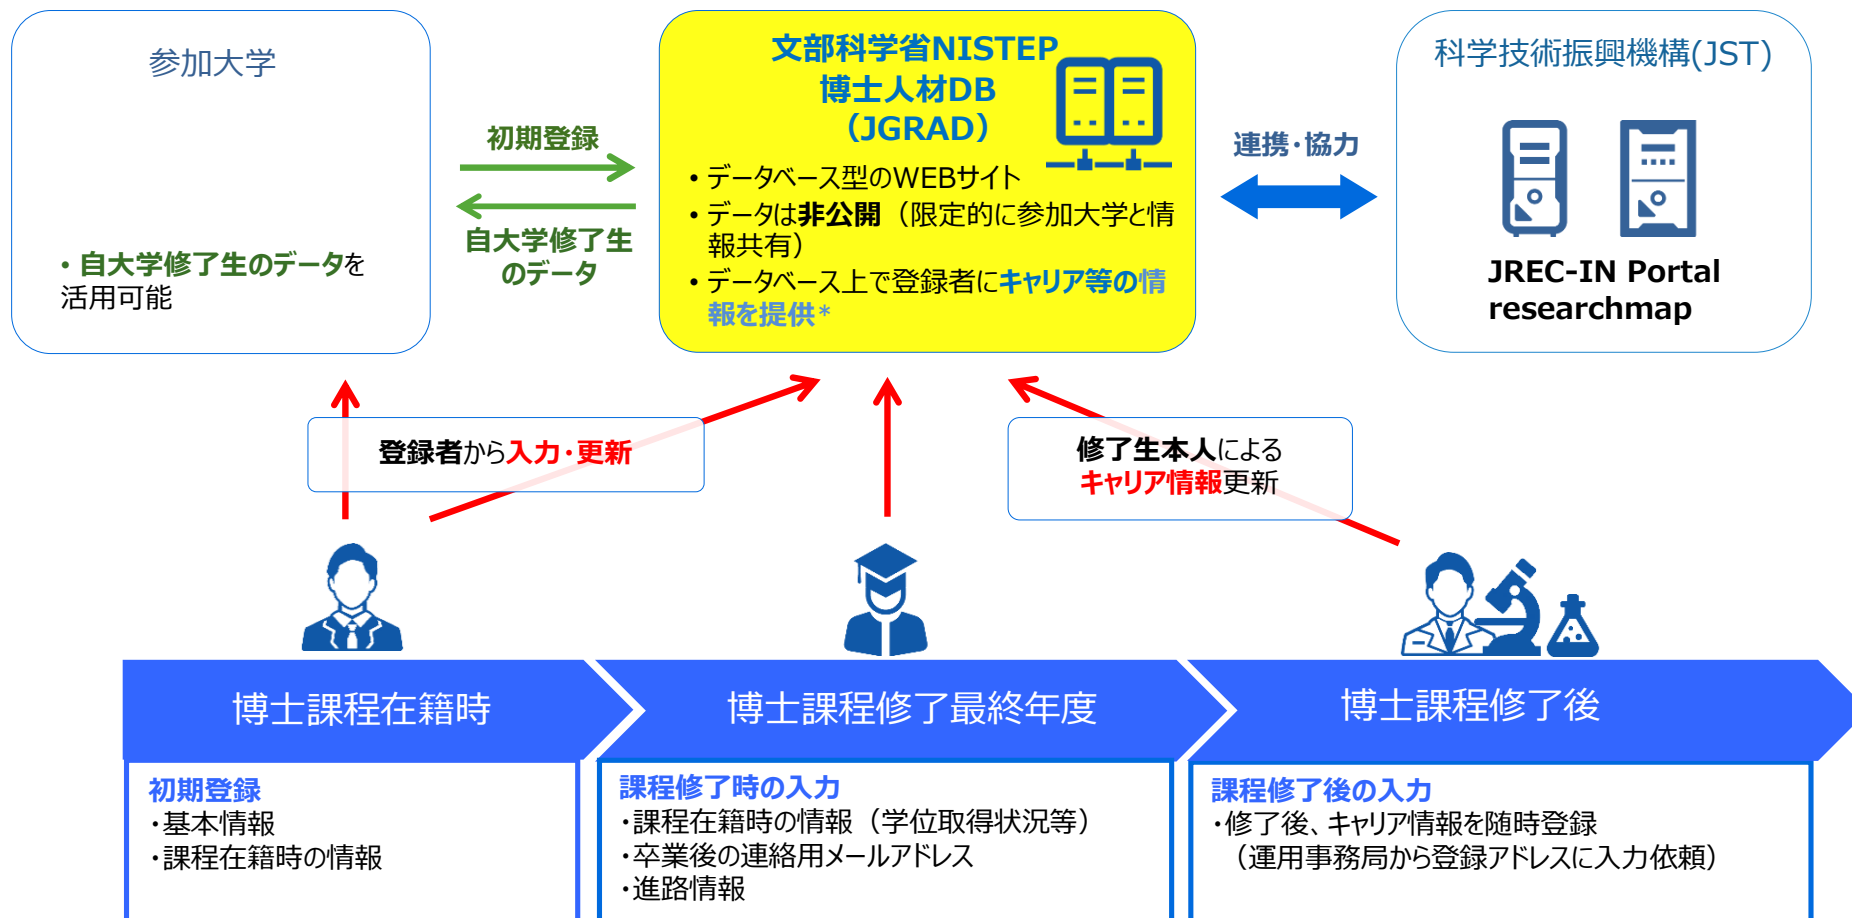 参加大学
・自大学修了生のデータを
活用可能
初期登録
自大学修了生
のデータ
文部科学省NISTEP
博士人材DB
（JGRAD）
・データベース型のWEBサイト
・データは非公開（限定的に参加大学と情
報共有）
・データベース上で登録者にキャリア等の情
報を提供*
連携・協力
科学技術振興機構(JST)
JREC-IN Portal
researchmap
登録者から入力・更新
修了生本人による
キャリア情報更新
博士課程在籍時
博士課程修了最終年度
博士課程修了後
初期登録
・基本情報
・課程在籍時の情報
課程修了時の入力
・課程在籍時の情報（学位取得状況等）
・卒業後の連絡用メールアドレス
・進路情報
課程修了後の入力
・修了後、キャリア情報を随時登録
（運用事務局から登録アドレスに入力依頼）